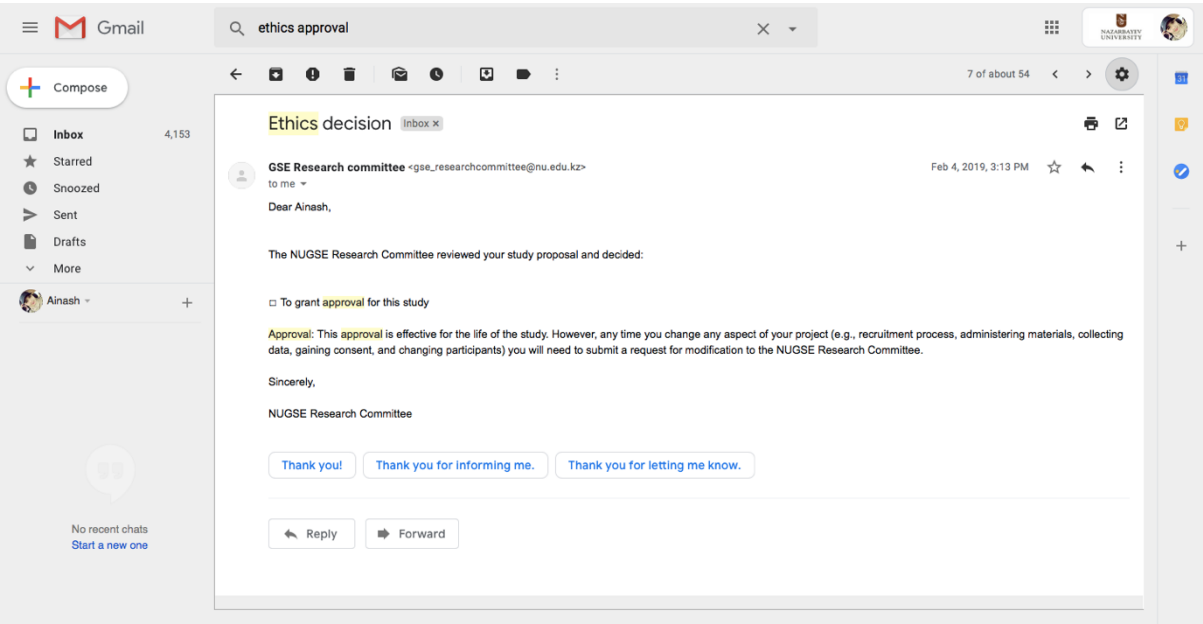 Gmail
ethics approval
NAZARBAYEV
UNIVERSITY
Compose
7 of about 54
31
Inbox 4,153
Starred
Snoozed
Sent
Drafts
More
Ainash
No recent chats
Start a new one
Ethics decision Inbox x
GSE Research committee <gse_researchcommittee@nu.edu.kz> Feb 4, 2019, 3:13 PM
to me
Dear Ainash,
The NUGSE Research Committee reviewed your study proposal and decided:
□ To grant approval for this study
Approval: This approval is effective for the life of the study. However, any time you change any aspect of your project (e.g., recruitment process, administering materials, collecting
data, gaining consent, and changing participants) you will need to submit a request for modification to the NUGSE Research Committee.
Sincerely,
NUGSE Research Committee
Thank you! Thank you for informing me. Thank you for letting me know.
Reply Forward